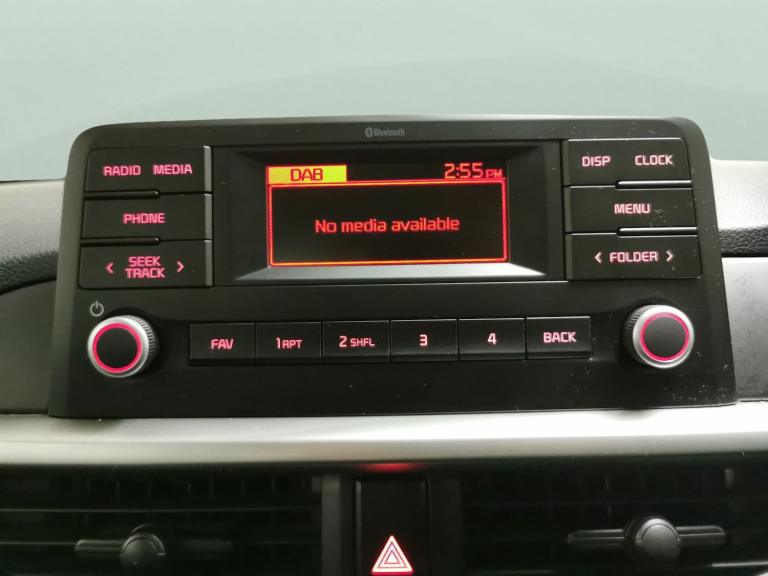 Bluetooth
RADIO MEDIA
DAB 2:55 PM
DISP CLOCK
PHONE
No media available
MENU
< SEEK TRACK >
< FOLDER >
FAV 1 RPT 2 SHFL 3 4 BACK